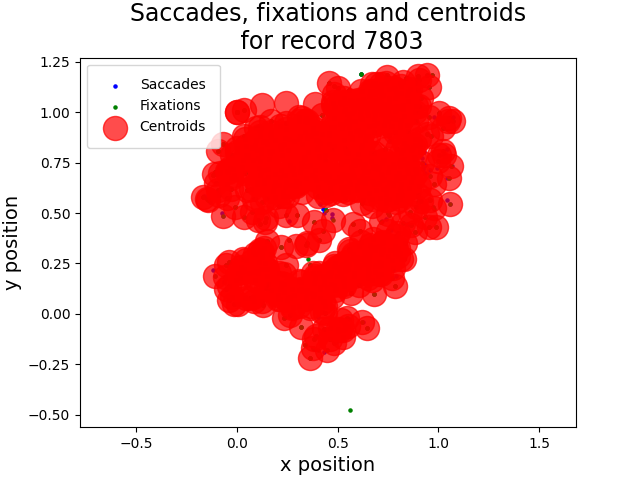 Saccades, fixations and centroids
for record 7803
Saccades
Fixations
Centroids
1.25
1.00
0.75
0.50
0.25
0.00
−0.25
−0.50
y position
−0.5
0.0
0.5
1.0
1.5
x position